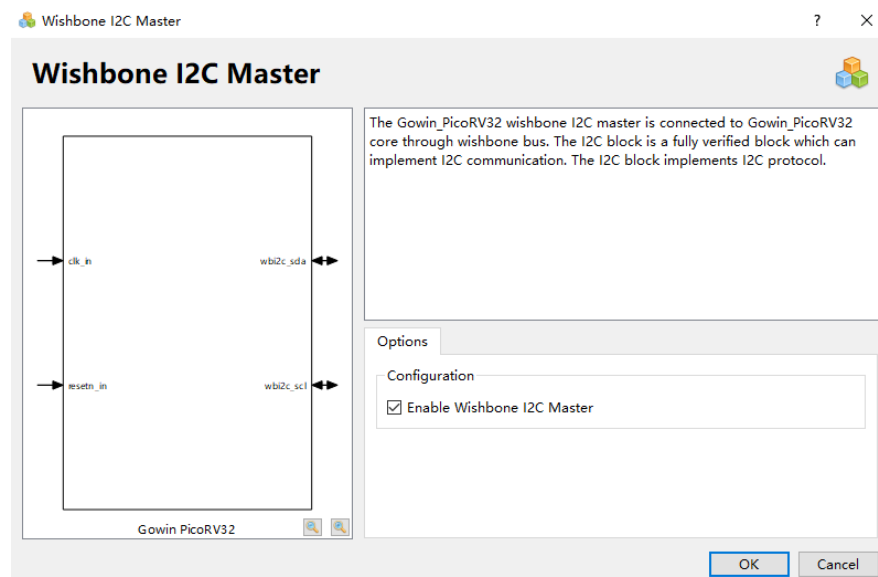 Wishbone I2C Master
?
Wishbone I2C Master
clk_in
wbi2c_sda
resetn_in
wbi2c_scl
Gowin PicoRV32
The Gowin_PicoRV32 wishbone I2C master is connected to Gowin_PicoRV32
core through wishbone bus. The I2C block is a fully verified block which can
implement I2C communication. The I2C block implements I2C protocol.
Options
Configuration
Enable Wishbone I2C Master
OK
Cancel